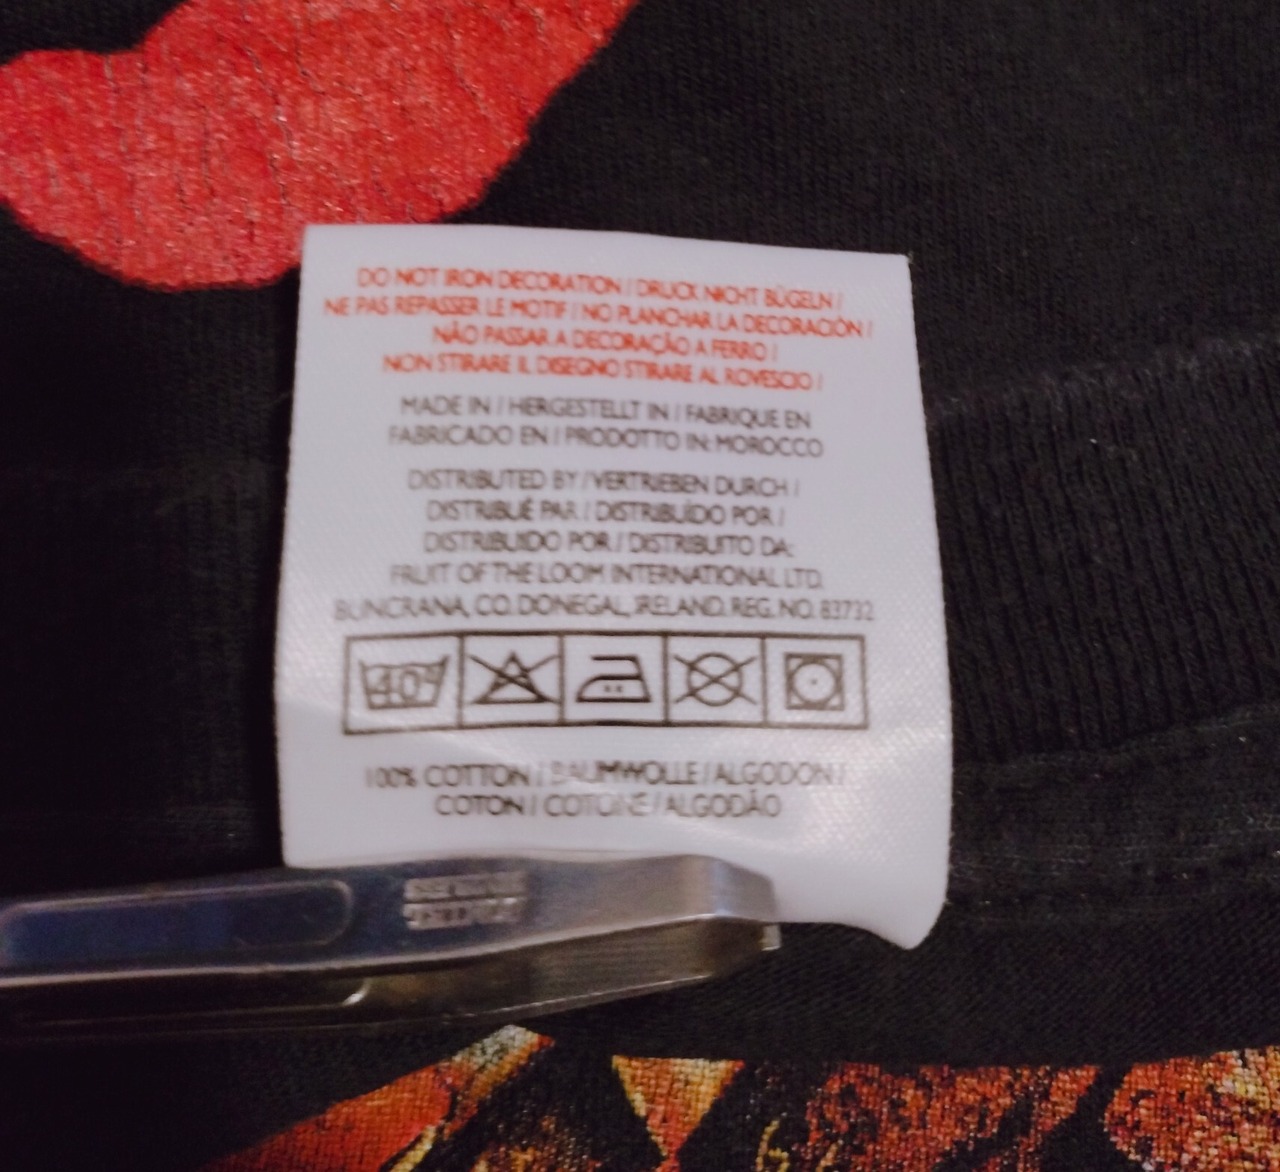 DO NOT IRON DECORATION / DRUCK NICHT BÜGELN /
NE PAS REPASSER LE MOTIF / NO PLANCHAR LA DECORACIÓN /
NÃO PASSAR A DECORAÇÃO A FERRO /
NON STIRARE IL DISEGNO STIRARE AL ROVESCIO /
MADE IN / HERGESTELLT IN / FABRIQUE EN
FABRICADO EN / PRODOTTO IN: MOROCCO
DISTRIBUTED BY / VERTRIEBEN DURCH /
DISTRIBUÉ PAR / DISTRIBUÍDO POR /
DISTRIBUIDO POR / DISTRIBUITO DA:
FRUIT OF THE LOOM INTERNATIONAL LTD.
BUNCRANA, CO. DONEGAL, IRELAND. REG. NO. 83732
40°
100% COTTON / BAUMWOLLE / ALGODON /
COTON / COTONE / ALGODÃO